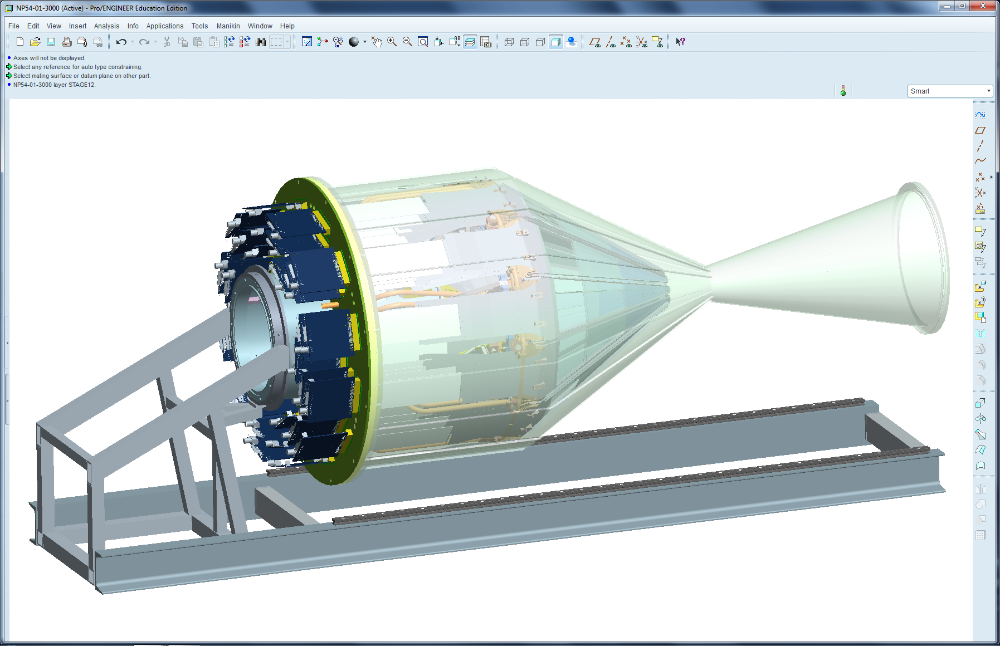 NP54-01-3000 (Active) - Pro/ENGINEER Education Edition
File Edit View Insert Analysis Info Applications Tools Manikin Window Help
AB
?
Axes will not be displayed.
Select any reference for auto type constraining.
Select mating surface or datum plane on other part.
NP54-01-3000 layer STAGE12.
Smart